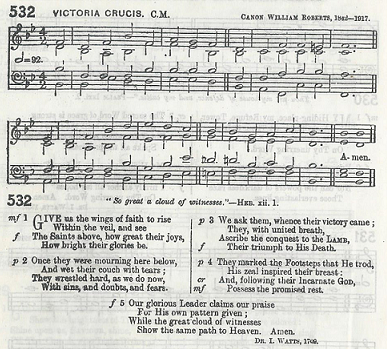 532 VICTORIA CRUCIS. C.M. CANON WILLIAM ROBERTS, 1842—1917.
=92.
A-men.
532
"So great a cloud of witnesses."—HEB. xii. 1.
mf 1 GIVE us the wings of faith to rise
Within the veil, and see
f The Saints above, how great their joys,
How bright their glories be.
p 2 Once they were mourning here below,
And wet their couch with tears;
They wrestled hard, as we do now,
With sins, and doubts, and fears.
p 3 We ask them, whence their victory came;
They, with united breath,
Ascribe the conquest to the LAMB,
f Their triumph to His Death.
p 4 They marked the Footsteps that He trod,
His zeal inspired their breast:
cr And, following their Incarnate GOD,
mf Possess the promised rest.
f 5 Our glorious Leader claims our praise
For His own pattern given;
While the great cloud of witnesses
Show the same path to Heaven. Amen.
DR. I. WATTS, 1709.